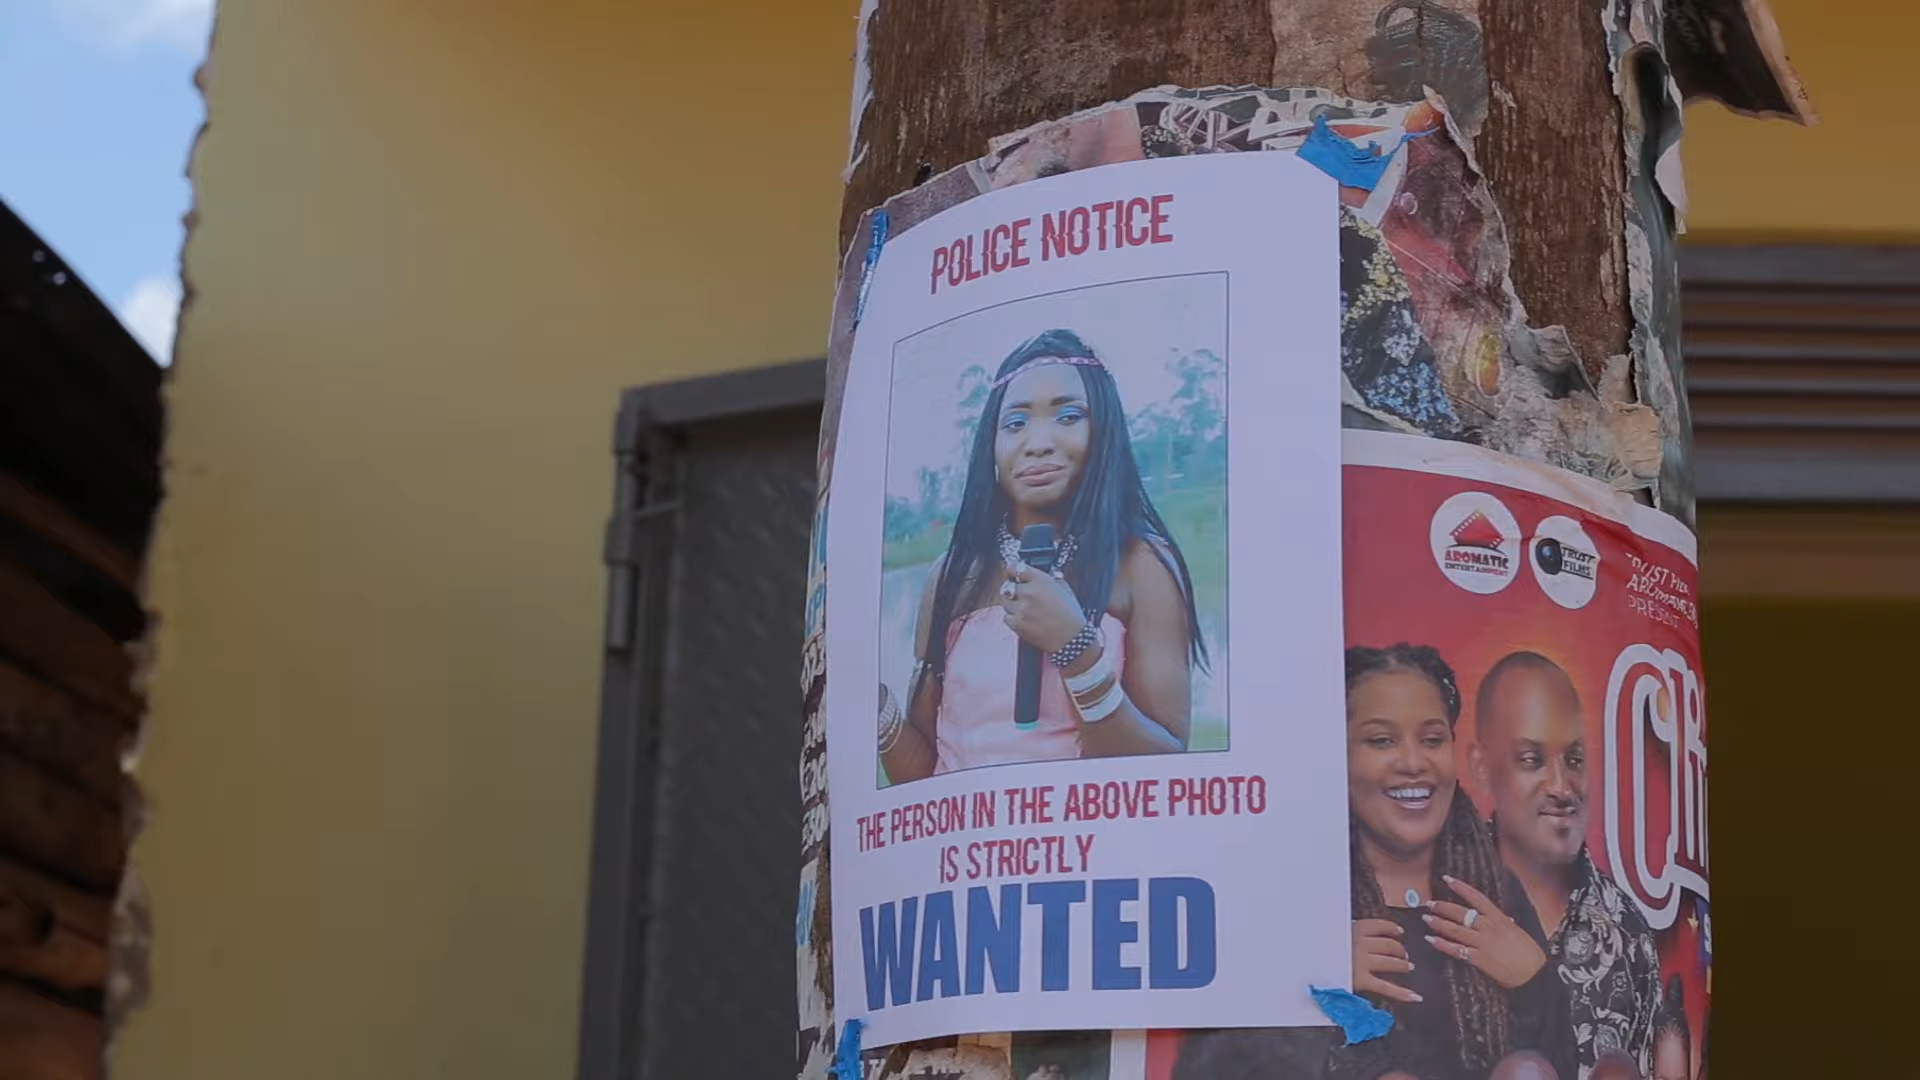 POLICE NOTICE
THE PERSON IN THE ABOVE PHOTO
IS STRICTLY
WANTED
AROMATIC
ENTERTAINMENT
TRUST
FILMS
PRESENT